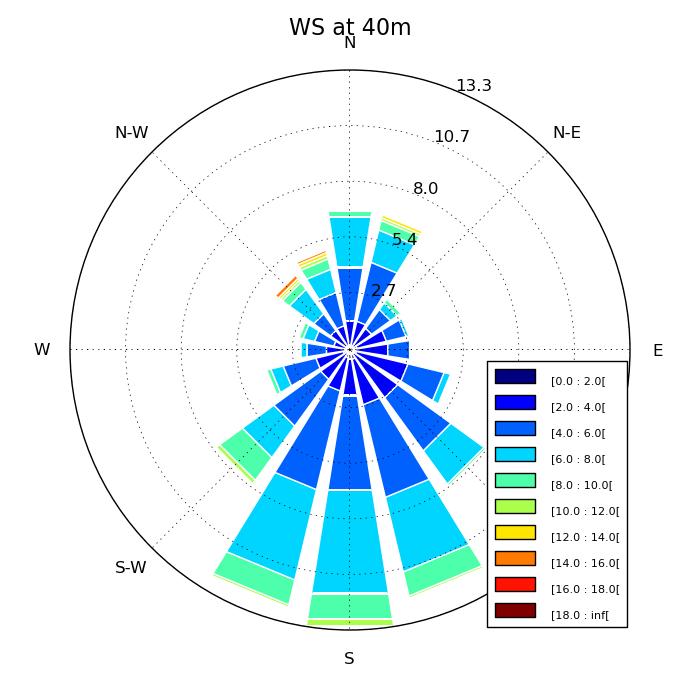 WS at 40m
N
13.3
N-W
N-E
10.7
8.0
5.4
2.7
W
E
[0.0 : 2.0[
[2.0 : 4.0[
[4.0 : 6.0[
[6.0 : 8.0[
[8.0 : 10.0[
[10.0 : 12.0[
[12.0 : 14.0[
[14.0 : 16.0[
[16.0 : 18.0[
[18.0 : inf[
S-W
S